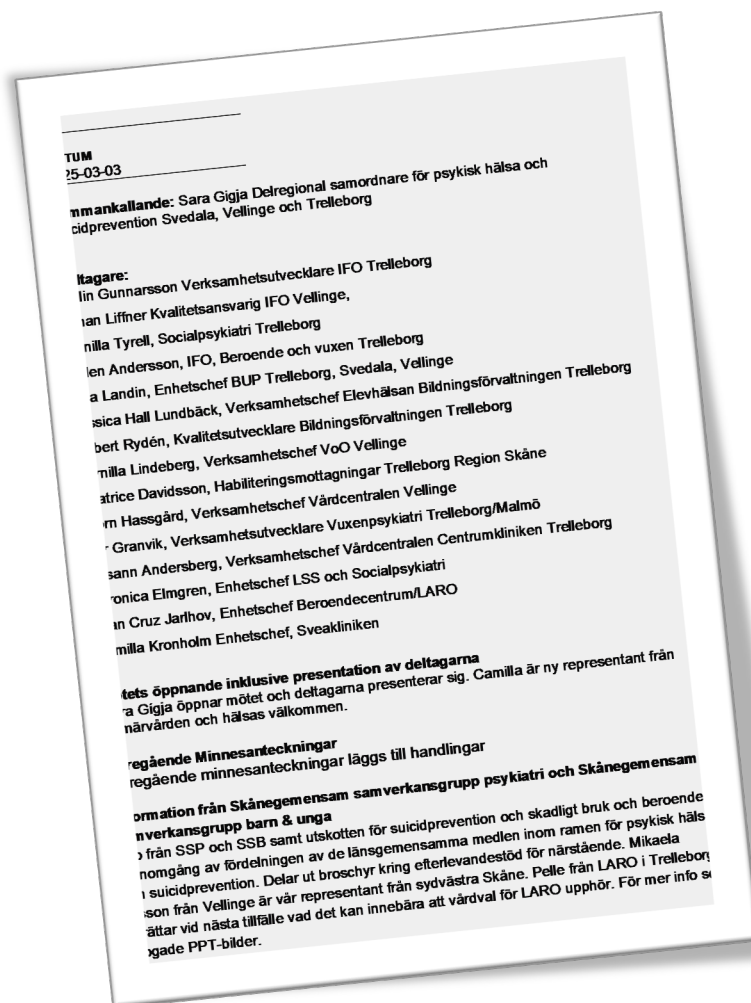 TUM
25-03-03
mmankallande: Sara Gigja Delregional samordnare för psykisk hälsa och
cidprevention Svedala, Vellinge och Trelleborg
ltagare:
lin Gunnarsson Verksamhetsutvecklare IFO Trelleborg
an Liffner Kvalitetsansvarig IFO Vellinge,
nilla Tyrell, Socialpsykiatri Trelleborg
len Andersson, IFO, Beroende och vuxen Trelleborg
a Landin, Enhetschef BUP Trelleborg, Svedala, Vellinge
ssica Hall Lundbäck, Verksamhetschef Elevhälsan Bildningsförvaltningen Trelleborg
bert Rydén, Kvalitetsutvecklare Bildningsförvaltningen Trelleborg
milla Lindeberg, Verksamhetschef VoO Vellinge
atrice Davidsson, Habiliteringsmottagningar Trelleborg Region Skåne
rn Hassgård, Verksamhetschef Vårdcentralen Vellinge
r Granvik, Verksamhetsutvecklare Vuxenpsykiatri Trelleborg/Malmö
sann Andersberg, Verksamhetschef Vårdcentralen Centrumkliniken Trelleborg
ronica Elmgren, Enhetschef LSS och Socialpsykiatri
an Cruz Jarlhov, Enhetschef Beroendecentrum/LARO
milla Kronholm Enhetschef, Sveakliniken
tets öppnande inklusive presentation av deltagarna
ra Gigja öppnar mötet och deltagarna presenterar sig. Camilla är ny representant från
märvården och hälsas välkommen.
regående Minnesanteckningar
regående minnesanteckningar läggs till handlingar
ormation från Skånegemensam samverkansgrupp psykiatri och Skånegemensam
mverkansgrupp barn & unga
o från SSP och SSB samt utskotten för suicidprevention och skadligt bruk och beroende
nomgång av fördelningen av de länsgemensamma medlen inom ramen för psykisk häls
suicidprevention. Delar ut broschyr kring efterlevandestöd för närstående. Mikaela
sson från Vellinge är vår representant från sydvästra Skåne. Pelle från LARO i Trelleborg
rättar vid nästa tillfälle vad det kan innebära att vårdval för LARO upphör. För mer info se
ogade PPT-bilder.